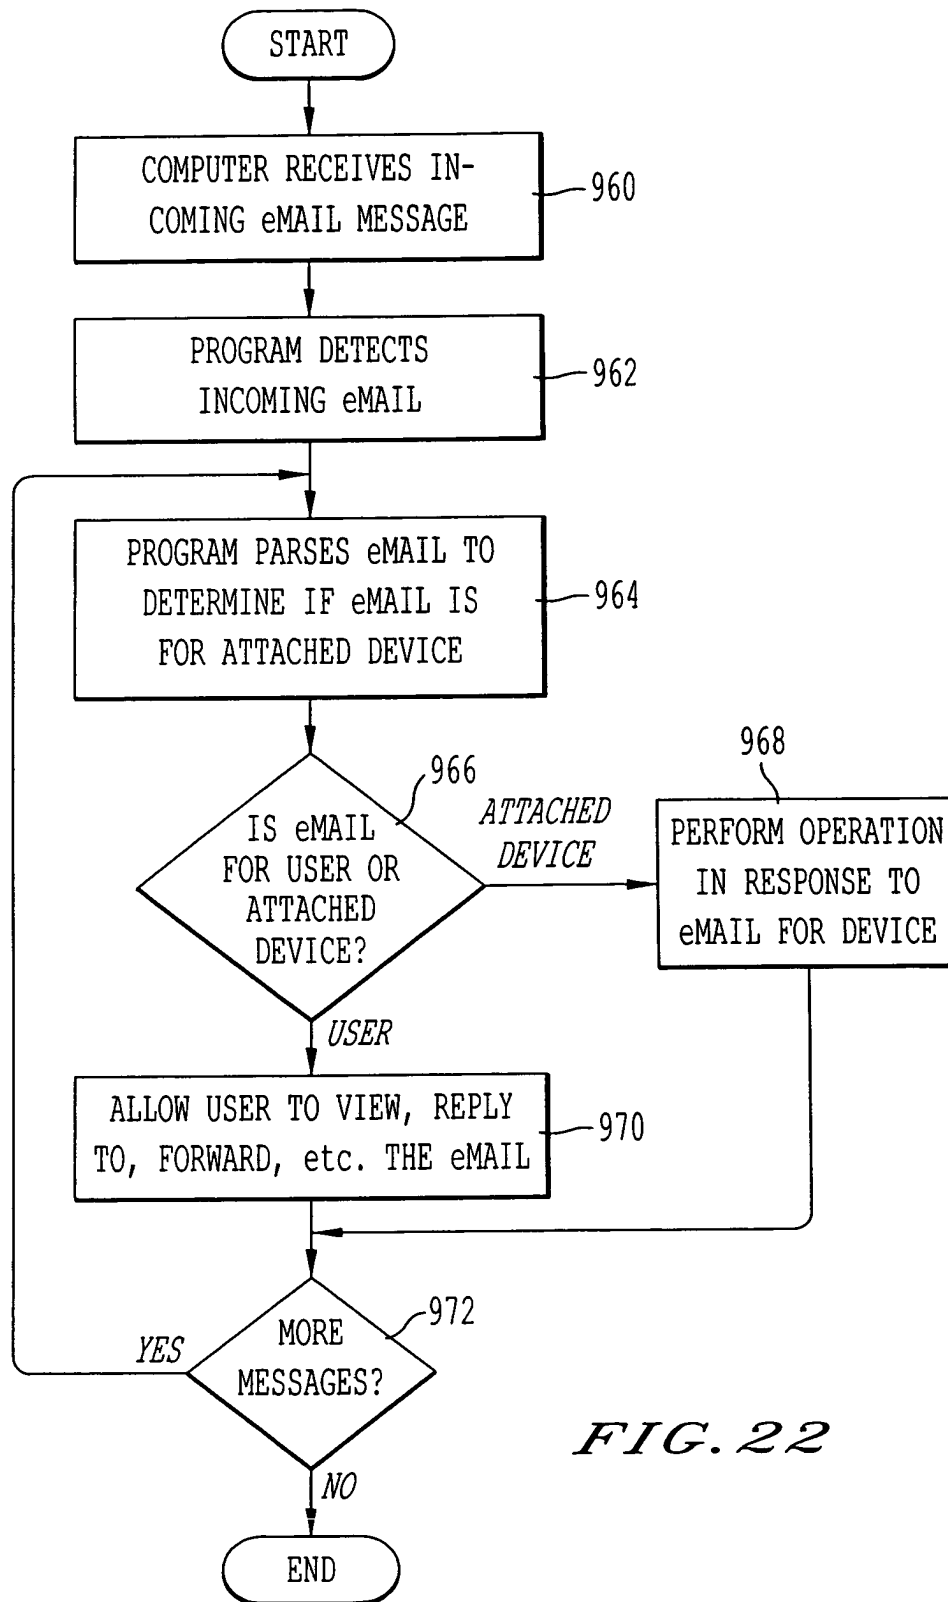 START
COMPUTER RECEIVES IN-
COMING eMAIL MESSAGE
960
PROGRAM DETECTS
INCOMING eMAIL
962
PROGRAM PARSES eMAIL TO
DETERMINE IF eMAIL IS
FOR ATTACHED DEVICE
964
966
IS eMAIL
FOR USER OR
ATTACHED
DEVICE?
ATTACHED
DEVICE
968
PERFORM OPERATION
IN RESPONSE TO
eMAIL FOR DEVICE
USER
ALLOW USER TO VIEW, REPLY
TO, FORWARD, etc. THE eMAIL
970
972
MORE
MESSAGES?
YES
NO
END
FIG. 22